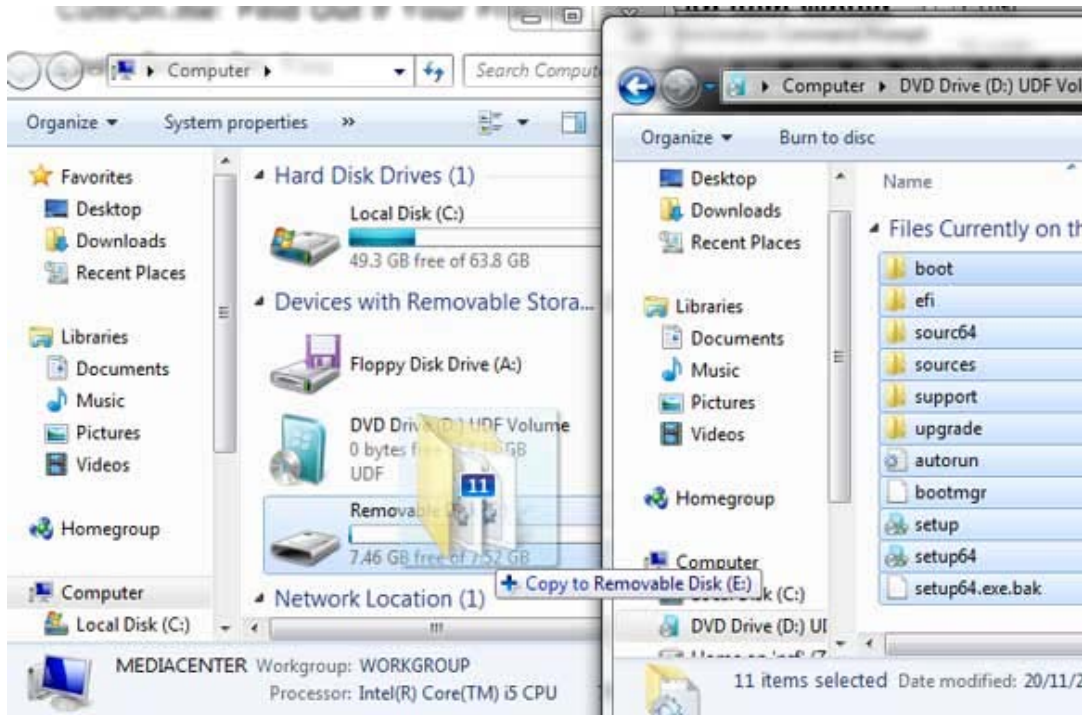 Computer
Search Comput
Organize
System properties
»
Favorites
Desktop
Downloads
Recent Places
Libraries
Documents
Music
Pictures
Videos
Homegroup
Computer
Local Disk (C:)
Hard Disk Drives (1)
Local Disk (C:)
49.3 GB free of 63.8 GB
Devices with Removable Stora...
Floppy Disk Drive (A:)
DVD Drive (D:) UDF Volume
0 bytes
UDF
11
Removable
7.46 GB free of 7.52 GB
Copy to Removable Disk (E:)
Network Location (1)
MEDIACENTER Workgroup: WORKGROUP
Processor: Intel(R) Core(TM) i5 CPU
Computer DVD Drive (D:) UDF Vol
Organize
Burn to disc
Desktop
Downloads
Recent Places
Libraries
Documents
Music
Pictures
Videos
Homegroup
Computer
(C:)
DVD Drive (D:) UI
Name
Files Currently on th
boot
efi
sourc64
sources
support
upgrade
autorun
bootmgr
setup
setup64
setup64.exe.bak
11 items selected Date modified: 20/11/2